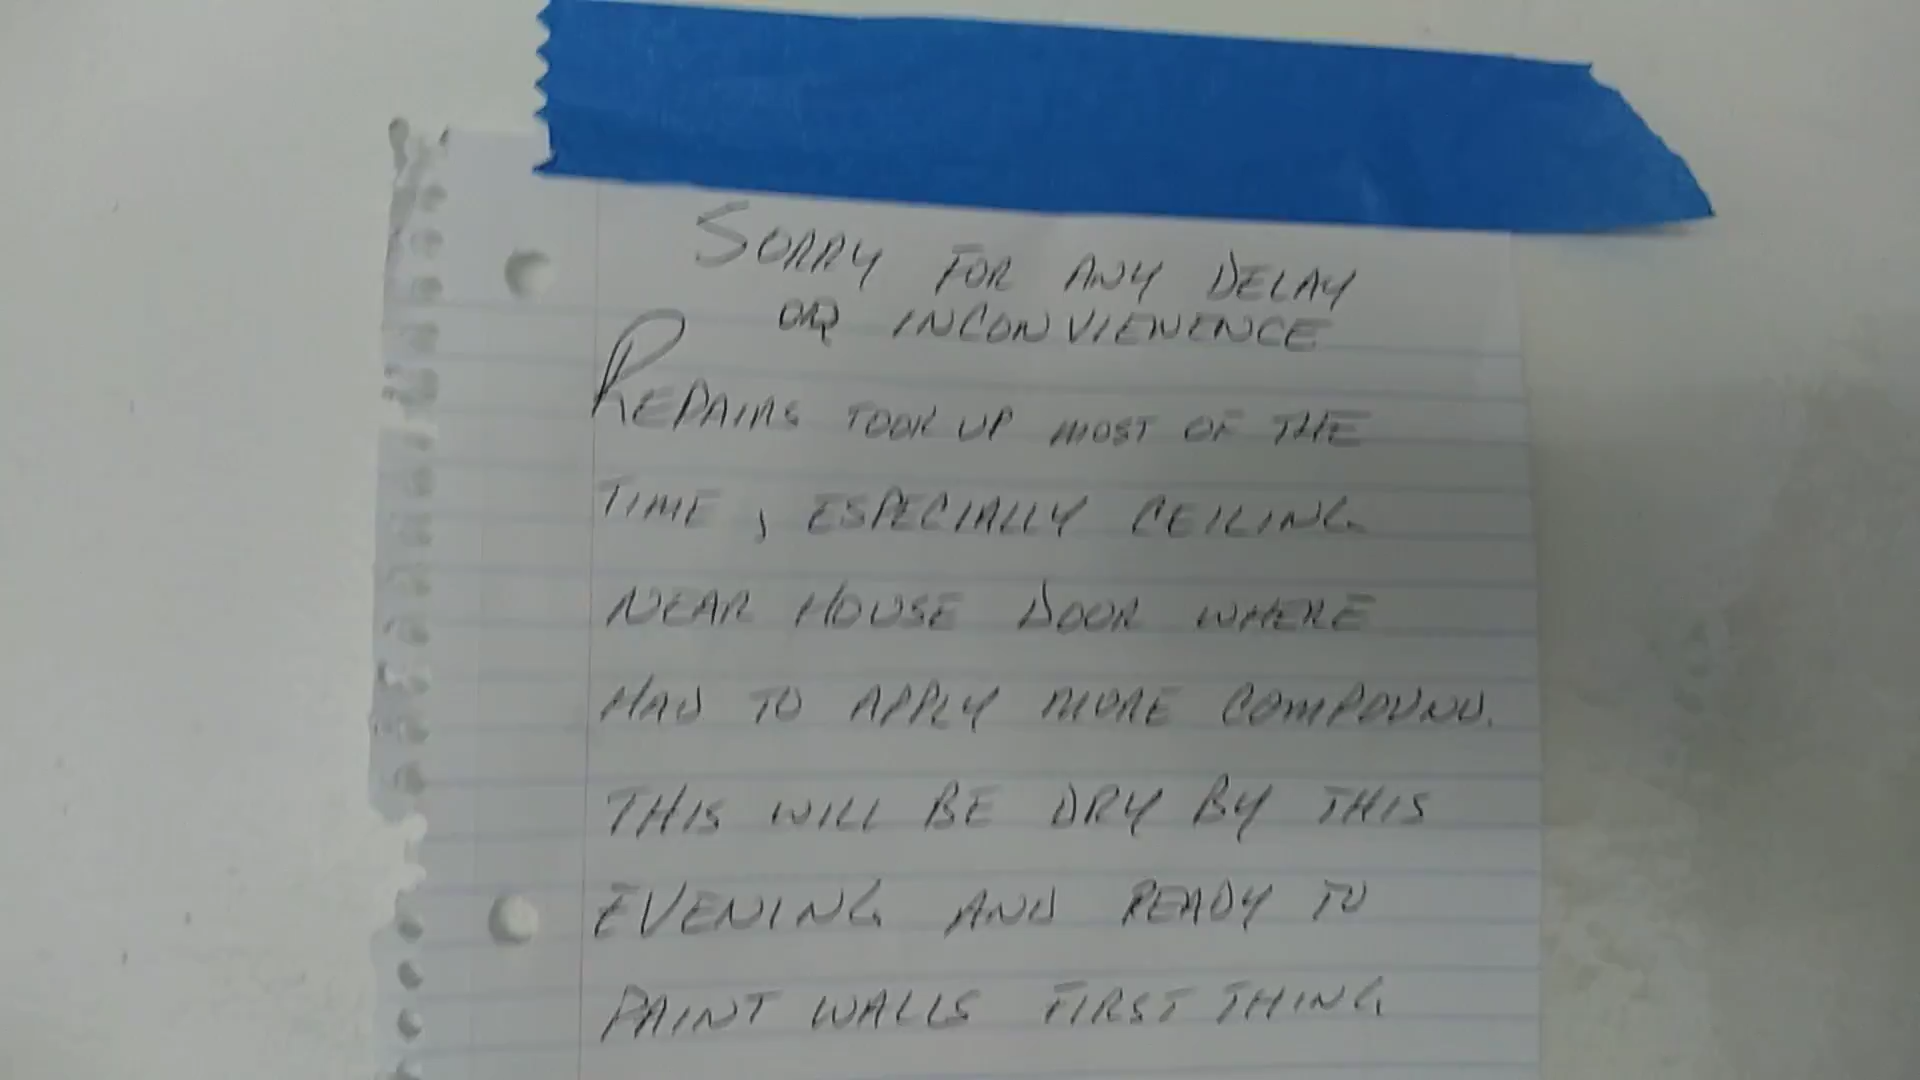 SORRY FOR ANY DELAY
OR INCONVIENENCE
REPAIRS TOOK UP MOST OF THE
TIME, ESPECIALLY CEILING
NEAR HOUSE DOOR WHERE
HAD TO APPLY MORE COMPOUND.
THIS WILL BE DRY BY THIS
EVENING AND READY TO
PAINT WALLS FIRST THING